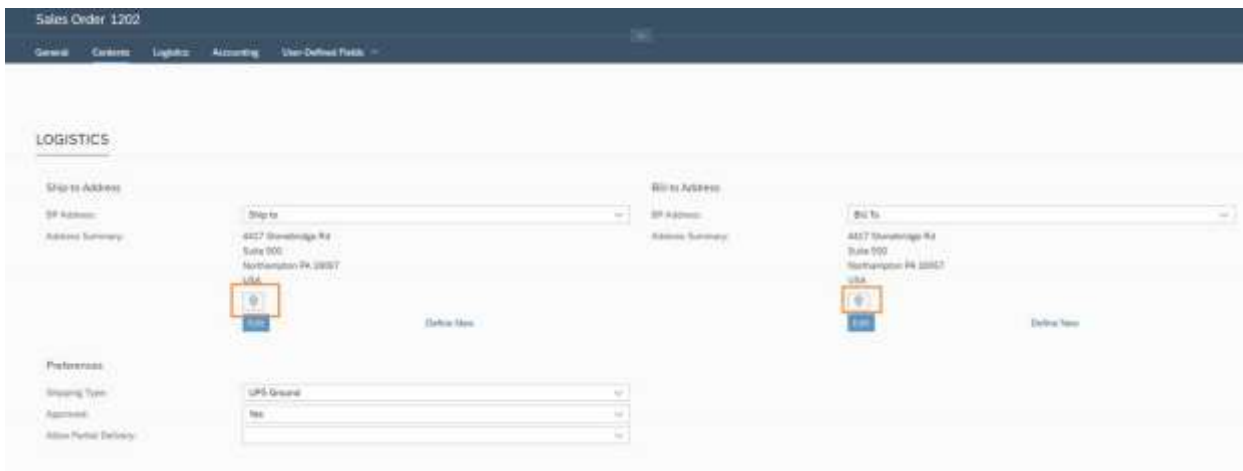 Sales Order 1202
General Contents Logistics Accounting User-Defined Fields
LOGISTICS
Ship to Address
Bill to Address
BP Address: Ship to
BP Address: Bill To
Address Summary: 4417 Stonebridge Rd
Address Summary: 4417 Stonebridge Rd
Suite 500
Suite 500
Northampton PA
Northampton PA
USA
USA
Edit Define New
Edit Define New
Preferences
Shipping Type: UPS Ground
Approved: Yes
Allow Partial Delivery: